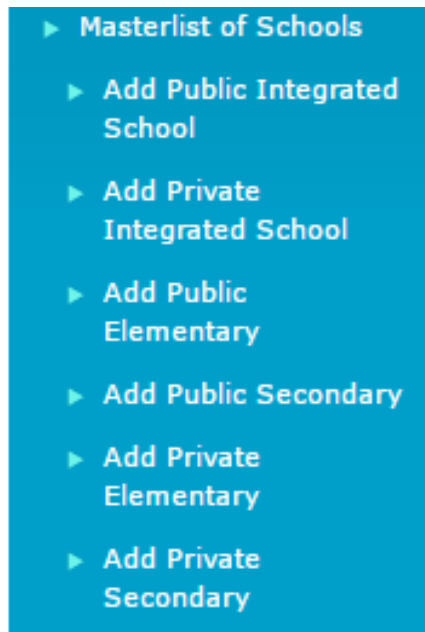 Masterlist of Schools
Add Public Integrated
School
Add Private
Integrated School
Add Public
Elementary
Add Public Secondary
Add Private
Elementary
Add Private
Secondary